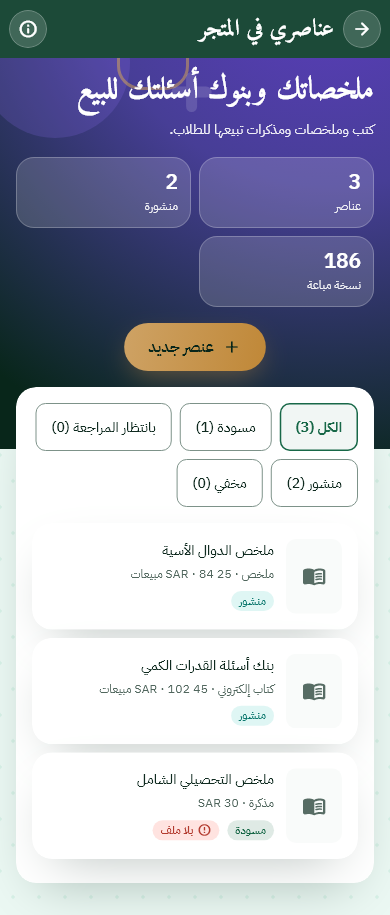 عناصري في المتجر
ملخصاتك وبنوك أسئلتك للبيع
كتب وملخصات ومذكرات تبيعها للطلاب.
3
عناصر
2
منشورة
186
نسخة مباعة
+ عنصر جديد
الكل (3)
مسودة (1)
بانتظار المراجعة (0)
منشور (2)
مخفي (0)
ملخص الدوال الأسية
ملخص · 25 SAR · 84 مبيعات
منشور
بنك أسئلة القدرات الكمي
كتاب إلكتروني · 45 SAR · 102 مبيعات
منشور
ملخص التحصيلي الشامل
مذكرة · 30 SAR
مسودة
بلا ملف